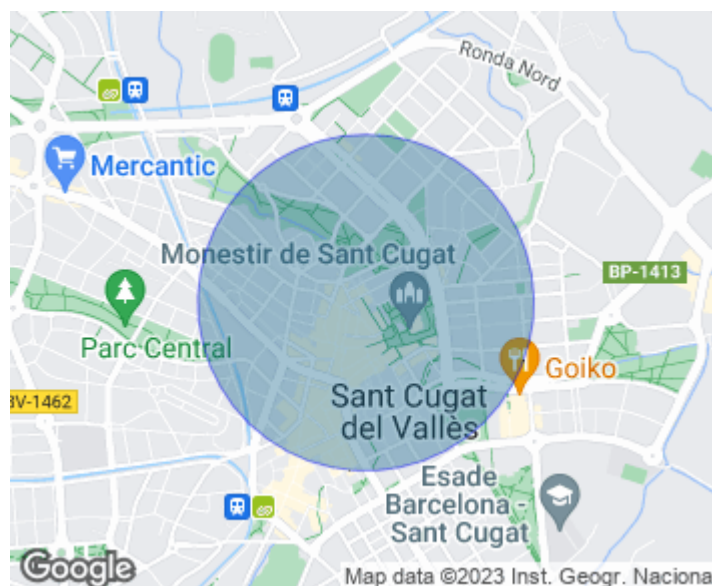 Ronda Nord
Mercantic
Monestir de Sant Cugat
BP-1413
Parc Central
Goiko
BV-1462
Sant Cugat
del Vallès
Esade
Barcelona -
Sant Cugat
Google
Map data ©2023 Inst. Geogr. Naciona